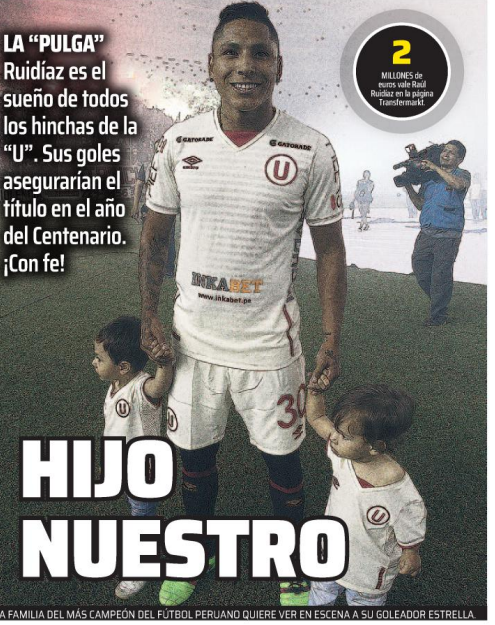 LA “PULGA”
Ruidíaz es el
sueño de todos
los hinchas de la
“U”. Sus goles
asegurarían el
título en el año
del Centenario.
¡Con fe!
2
MILLONES de
euros vale Raúl
Ruidíaz en la página
Transfermarkt.
GATORADE
GATORADE
umbro
U
INKABET
www.inkabet.pe
U
U
U
30
HIJO
NUESTRO
A FAMILIA DEL MÁS CAMPEÓN DEL FÚTBOL PERUANO QUIERE VER EN ESCENA A SU GOLEADOR ESTRELLA.